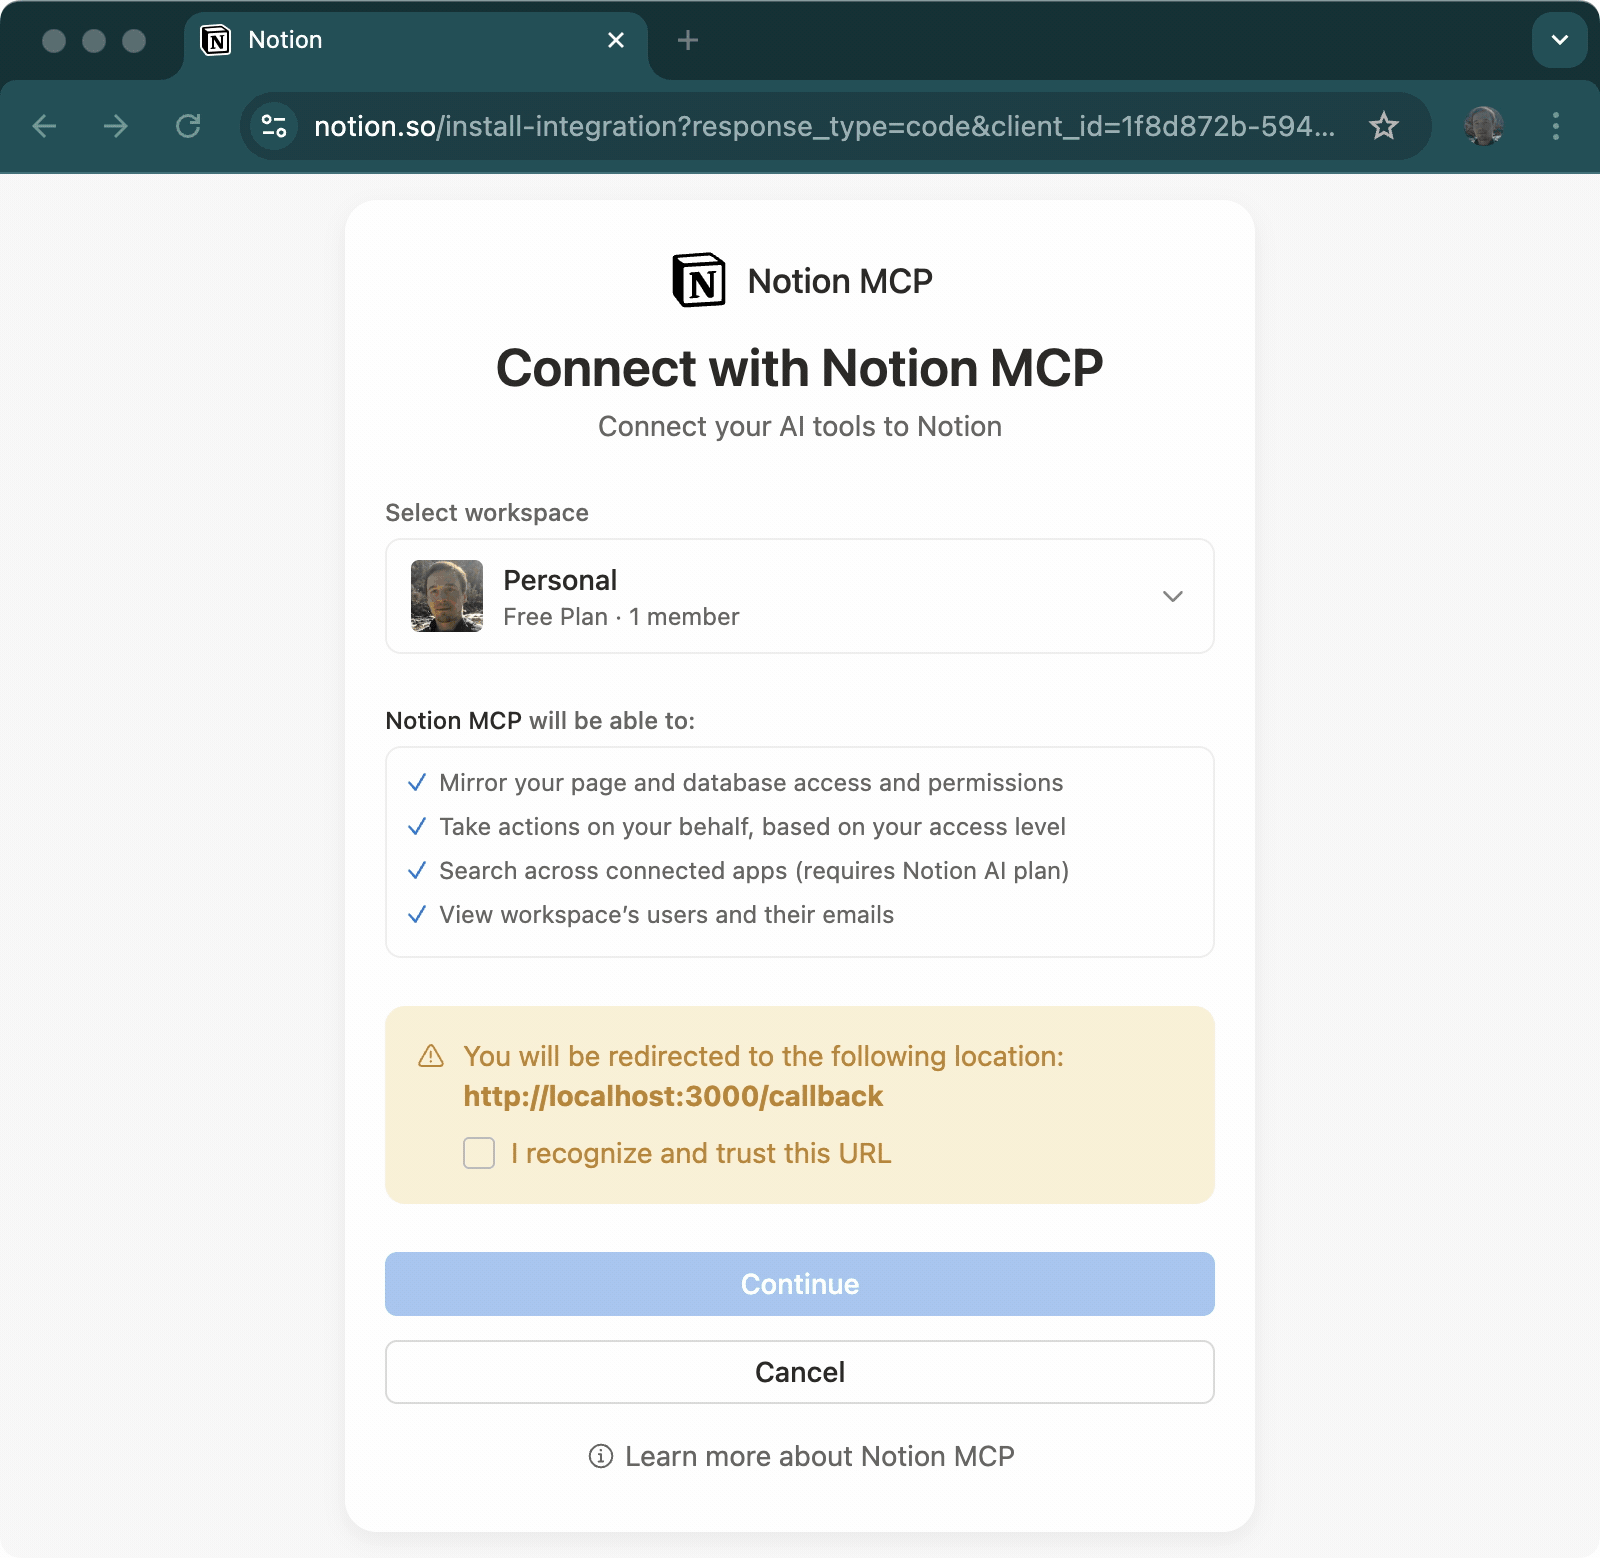 Notion
notion.so/install-integration?response_type=code&client_id=1f8d872b-594...
Notion MCP
Connect with Notion MCP
Connect your AI tools to Notion
Select workspace
Personal
Free Plan · 1 member
Notion MCP will be able to:
Mirror your page and database access and permissions
Take actions on your behalf, based on your access level
Search across connected apps (requires Notion AI plan)
View workspace’s users and their emails
You will be redirected to the following location:
http://localhost:3000/callback
I recognize and trust this URL
Continue
Cancel
Learn more about Notion MCP